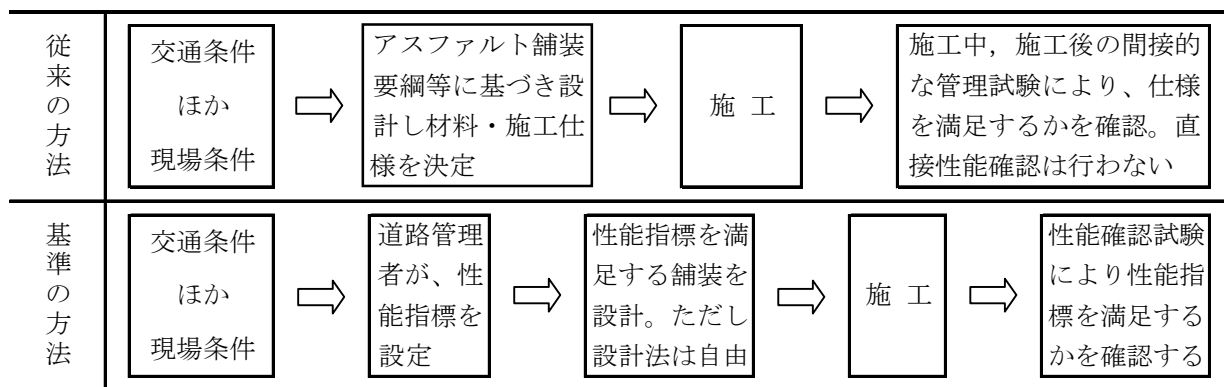 従来の方法
交通条件
ほか
現場条件
アスファルト舗装
要綱等に基づき設
計し材料・施工仕
様を決定
施 工
施工中，施工後の間接的
な管理試験により、仕様
を満足するかを確認。直
接性能確認は行わない
基準の方法
交通条件
ほか
現場条件
道路管理
者が、性
能指標を
設定
性能指標を満
足する舗装を
設計。ただし
設計法は自由
施 工
性能確認試験
により性能指
標を満足する
かを確認する